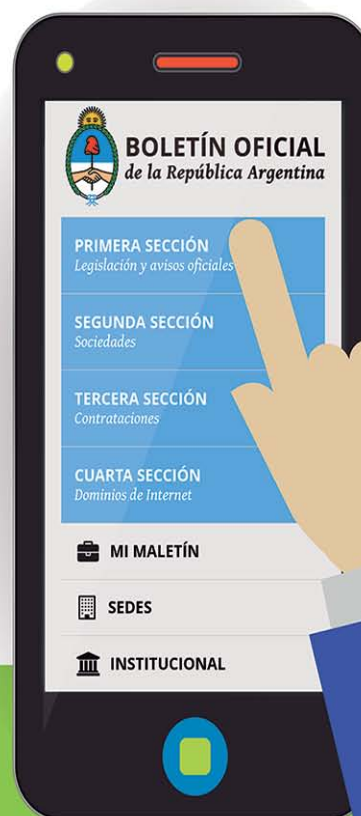 BOLETÍN OFICIAL
de la República Argentina
PRIMERA SECCIÓN
Legislación y avisos oficiales
SEGUNDA SECCIÓN
Sociedades
TERCERA SECCIÓN
Contrataciones
CUARTA SECCIÓN
Dominios de Internet
MI MALETÍN
SEDES
INSTITUCIONAL